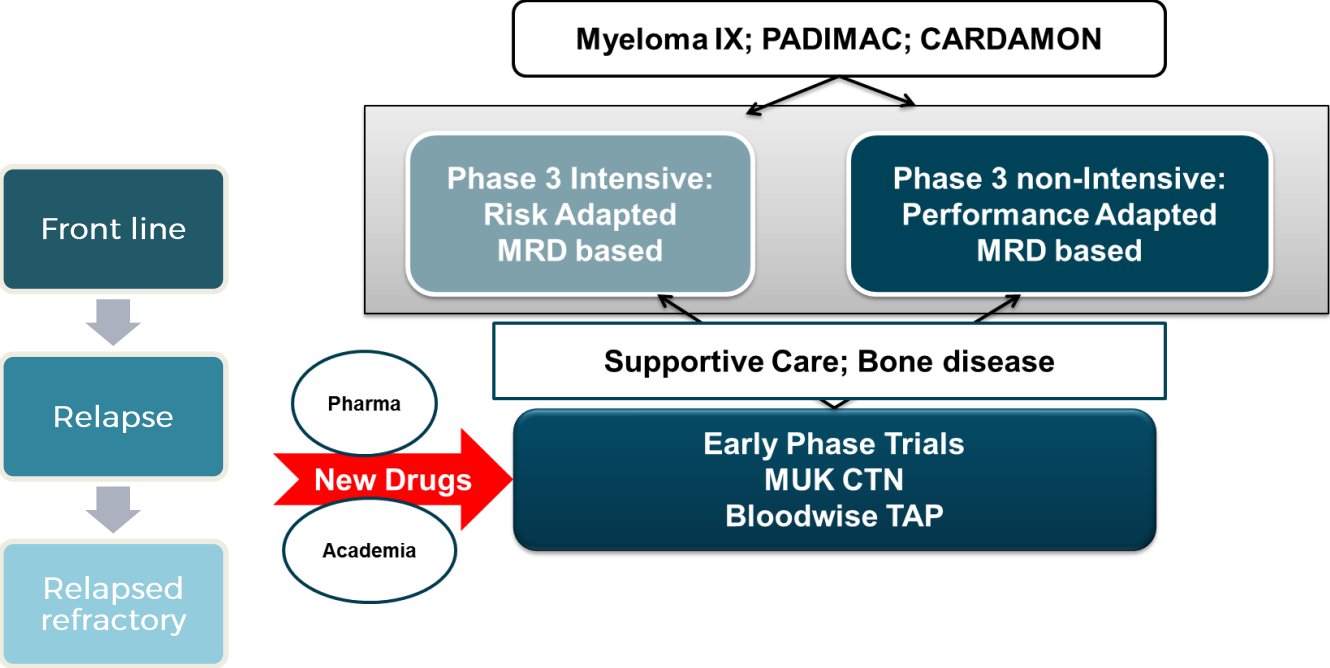 Myeloma IX; PADIMAC; CARDAMON
Phase 3 Intensive:
Risk Adapted
MRD based
Phase 3 non-Intensive:
Performance Adapted
MRD based
Front line
Supportive Care; Bone disease
Relapse
Pharma
New Drugs
Academia
Early Phase Trials
MUK CTN
Bloodwise TAP
Relapsed
refractory